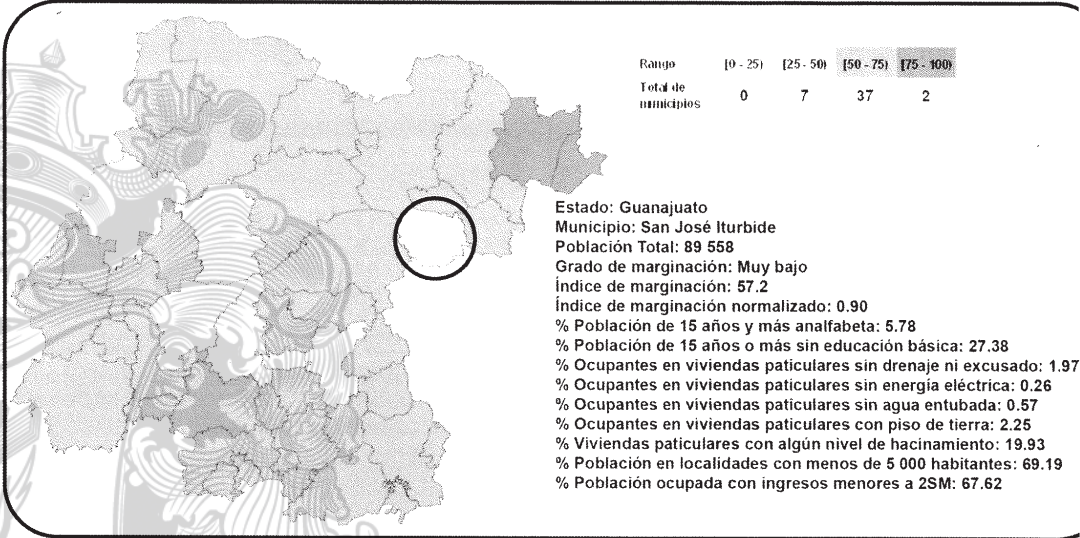 Rango [0 - 25) [25 - 50) [50 - 75) [75 - 100)
Total de municipios 0 7 37 2
Estado: Guanajuato
Municipio: San José Iturbide
Población Total: 89 558
Grado de marginación: Muy bajo
Índice de marginación: 57.2
Índice de marginación normalizado: 0.90
% Población de 15 años y más analfabeta: 5.78
% Población de 15 años o más sin educación básica: 27.38
% Ocupantes en viviendas paticulares sin drenaje ni excusado: 1.97
% Ocupantes en viviendas paticulares sin energía eléctrica: 0.26
% Ocupantes en viviendas paticulares sin agua entubada: 0.57
% Ocupantes en viviendas paticulares con piso de tierra: 2.25
% Viviendas paticulares con algún nivel de hacinamiento: 19.93
% Población en localidades con menos de 5 000 habitantes: 69.19
% Población ocupada con ingresos menores a 2SM: 67.62